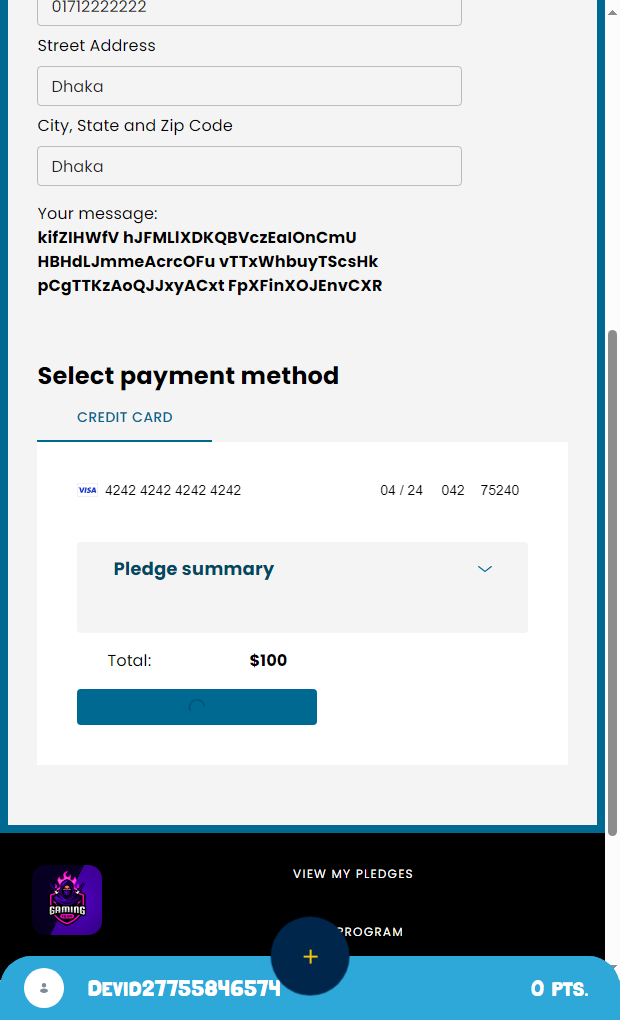 01712222222
Street Address
Dhaka
City, State and Zip Code
Dhaka
Your message:
kifZIHWfV hJFMLlXDKQBVczEaIOnCmU
HBHdLJmmeAcrcOFu vTTxWhbuyTScsHk
pCgTTKzAoQJJxyACxt FpXFinXOJEnvCXR
Select payment method
CREDIT CARD
VISA 4242 4242 4242 4242 04 / 24 042 75240
Pledge summary
Total: $100
VIEW MY PLEDGES
GAMING
PROGRAM
+
Devid27755846574 0 pts.